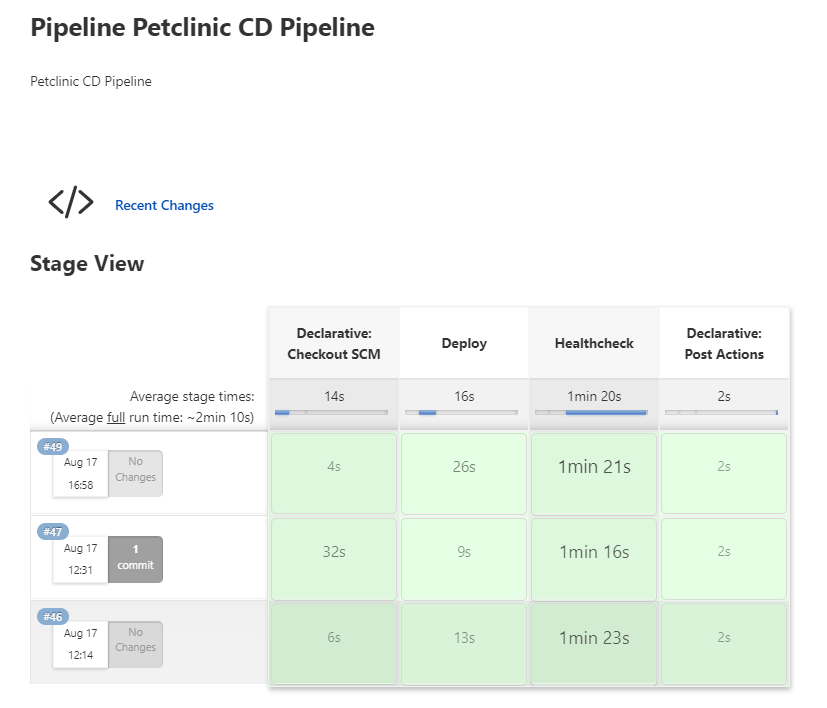 Pipeline Petclinic CD Pipeline
Petclinic CD Pipeline
</> Recent Changes
Stage View
Declarative: Checkout SCM
Deploy
Healthcheck
Declarative: Post Actions
Average stage times:
(Average full run time: ~2min 10s)
14s
16s
1min 20s
2s
#49
Aug 17
16:58
No
Changes
4s
26s
1min 21s
2s
#47
Aug 17
12:31
1
commit
32s
9s
1min 16s
2s
#46
Aug 17
12:14
No
Changes
6s
13s
1min 23s
2s